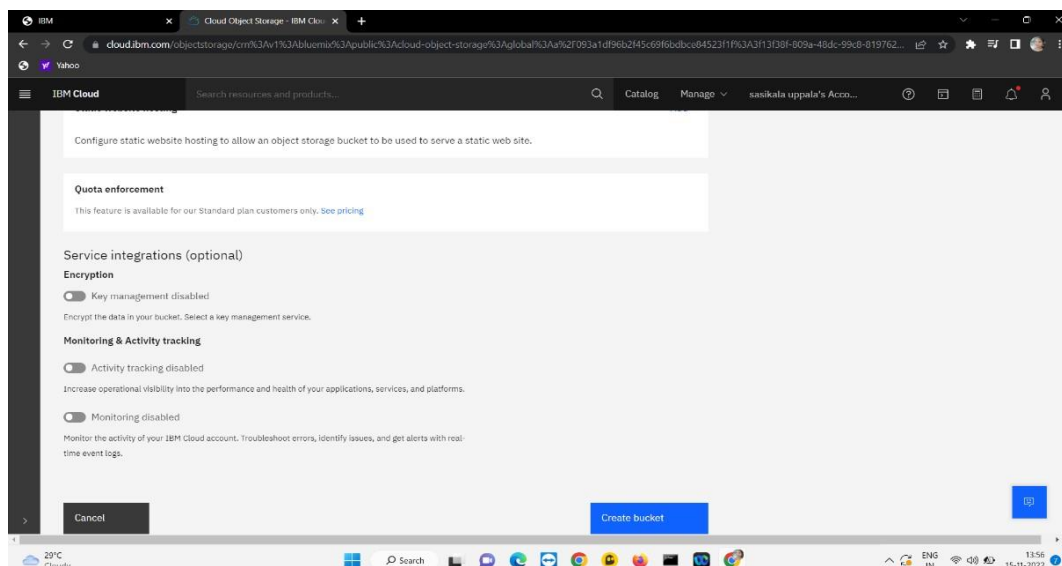 IBM
Cloud Object Storage - IBM Clou
cloud.ibm.com/objectstorage/crn%3Av1%3Abluemix%3Apublic%3Acloud-object-storage%3Aglobal%3Aa%2F093a1df96b2f45c69f6bdbce84523f1f%3A3f13f38f-809a-48dc-99c8-819762...
Yahoo
IBM Cloud
Search resources and products...
Catalog
Manage
sasikala uppala's Acco...
Configure static website hosting to allow an object storage bucket to be used to serve a static web site.
Quota enforcement
This feature is available for our Standard plan customers only. See pricing
Service integrations (optional)
Encryption
Key management disabled
Encrypt the data in your bucket. Select a key management service.
Monitoring & Activity tracking
Activity tracking disabled
Increase operational visibility into the performance and health of your applications, services, and platforms.
Monitoring disabled
Monitor the activity of your IBM Cloud account. Troubleshoot errors, identify issues, and get alerts with real-
time event logs.
Cancel
Create bucket
29°C
Cloudy
Search
ENG
IN
13:56
15-11-2022